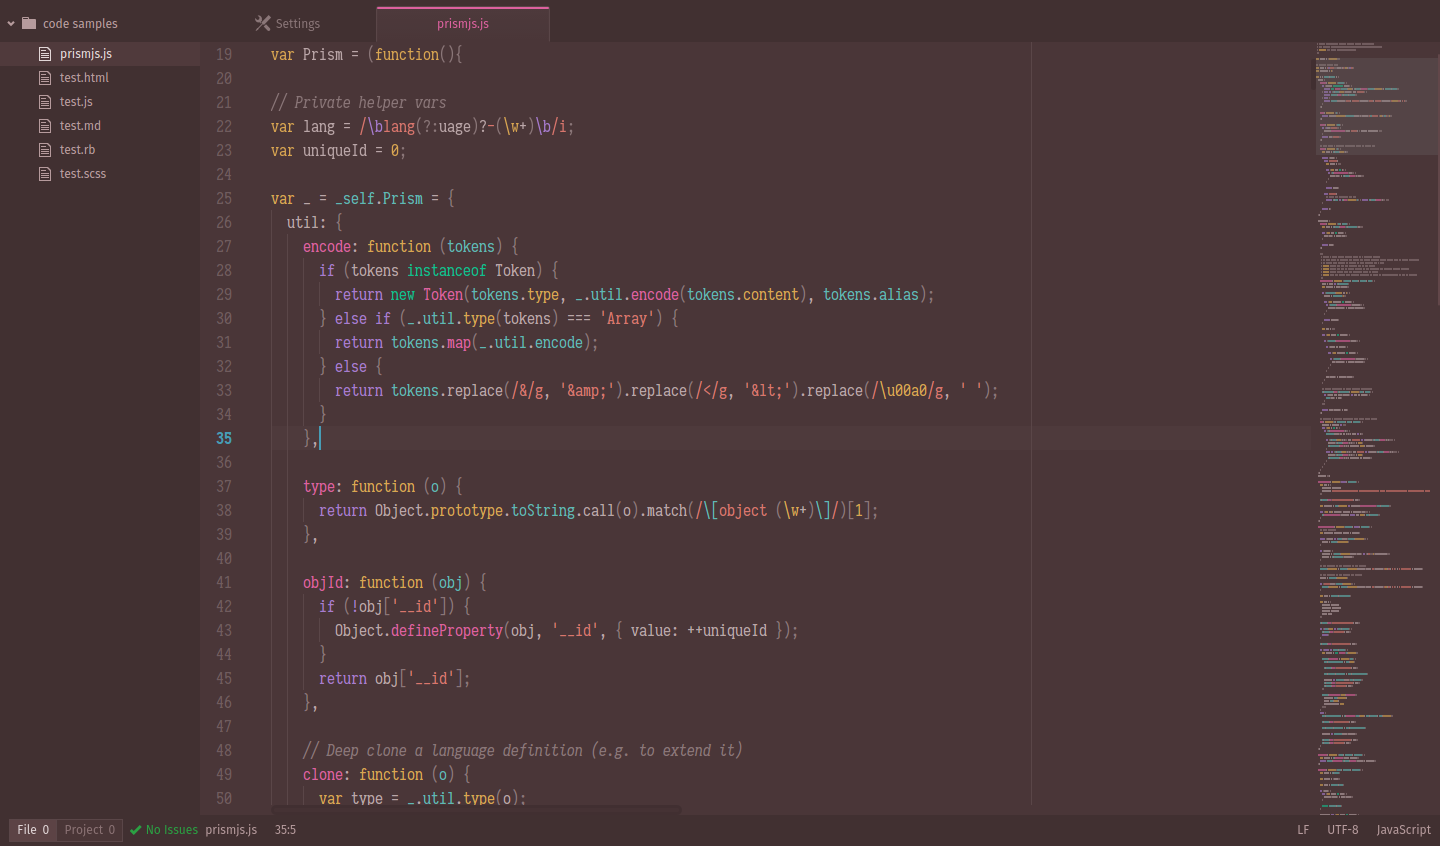 code samples
prismjs.js
test.html
test.js
test.md
test.rb
test.scss
Settings
prismjs.js
19 var Prism = (function(){
20
21 // Private helper vars
22 var lang = /\blang(?:uage)?-(\w+)\b/i;
23 var uniqueId = 0;
24
25 var _ = _self.Prism = {
26   util: {
27     encode: function (tokens) {
28       if (tokens instanceof Token) {
29         return new Token(tokens.type, _.util.encode(tokens.content), tokens.alias);
30       } else if (_.util.type(tokens) === 'Array') {
31         return tokens.map(_.util.encode);
32       } else {
33         return tokens.replace(/&/g, '&amp;').replace(/</g, '&lt;').replace(/\u00a0/g, ' ');
34       }
35     },
36
37     type: function (o) {
38       return Object.prototype.toString.call(o).match(/\[object (\w+)\]/)[1];
39     },
40
41     objId: function (obj) {
42       if (!obj['__id']) {
43         Object.defineProperty(obj, '__id', { value: ++uniqueId });
44       }
45       return obj['__id'];
46     },
47
48     // Deep clone a language definition (e.g. to extend it)
49     clone: function (o) {
50       var type = _.util.type(o);
File 0 Project 0 No Issues prismjs.js 35:5 LF UTF-8 JavaScript